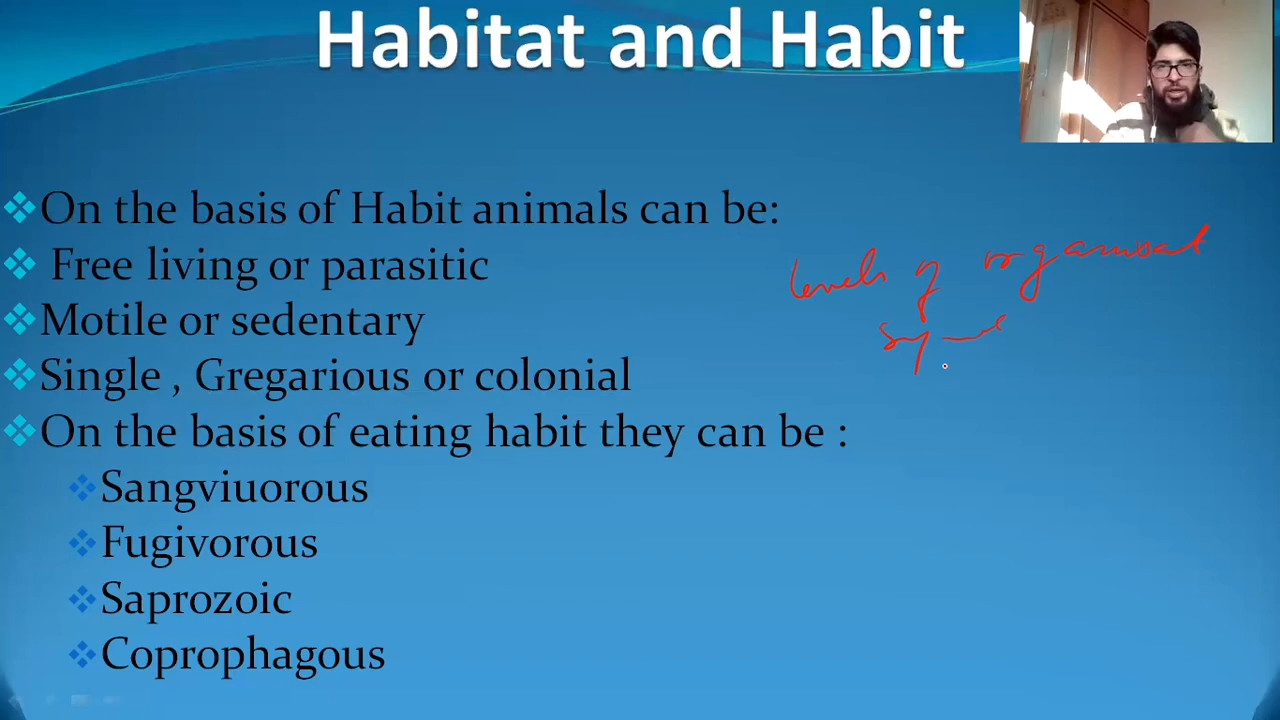 Habitat and Habit
On the basis of Habit animals can be:
Free living or parasitic
Motile or sedentary
Single , Gregarious or colonial
On the basis of eating habit they can be :
Sangviuorous
Fugivorous
Saprozoic
Coprophagous
levels of organisat